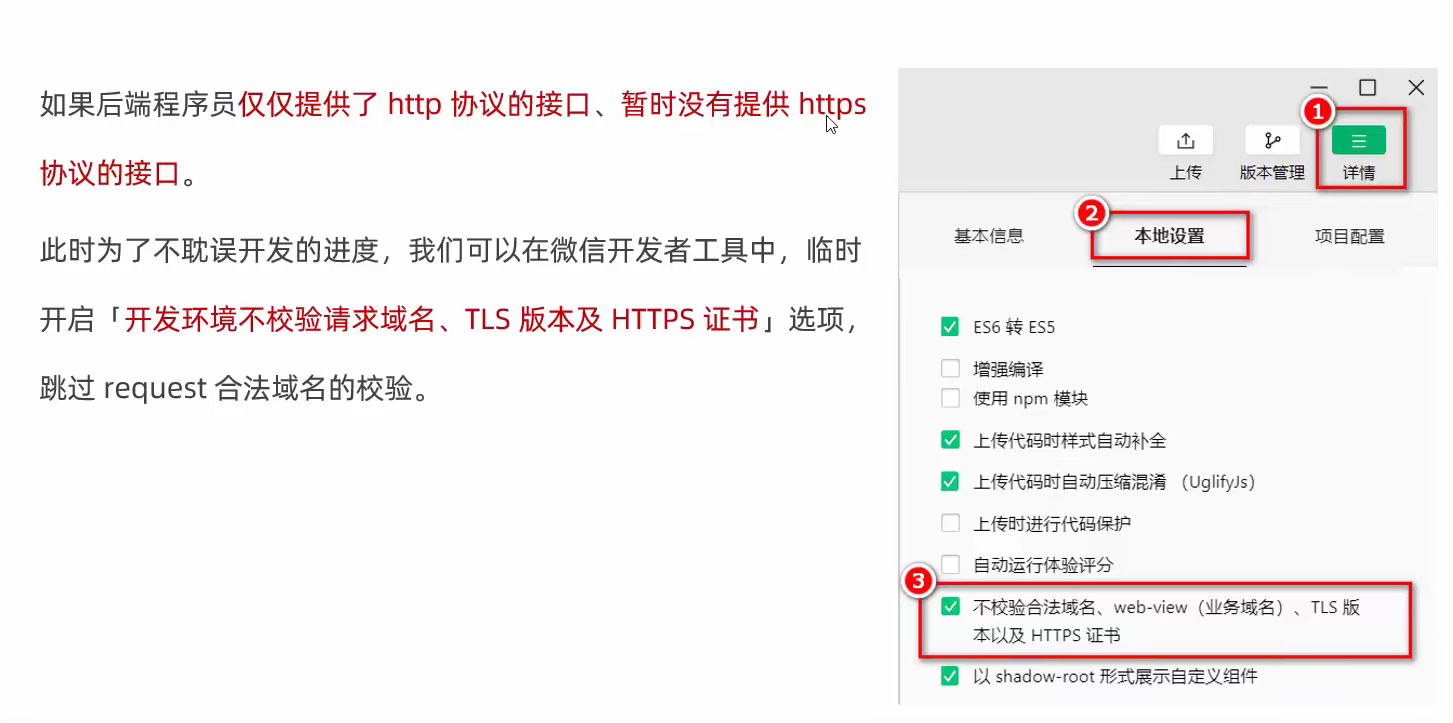 如果后端程序员仅仅提供了 http 协议的接口、暂时没有提供 https
协议的接口。
此时为了不耽误开发的进度，我们可以在微信开发者工具中，临时
开启「开发环境不校验请求域名、TLS 版本及 HTTPS 证书」选项，
跳过 request 合法域名的校验。
1
上传
版本管理
详情
2
基本信息
本地设置
项目配置
ES6 转 ES5
增强编译
使用 npm 模块
上传代码时样式自动补全
上传代码时自动压缩混淆 （UglifyJs）
上传时进行代码保护
自动运行体验评分
3
不校验合法域名、web-view（业务域名）、TLS 版
本以及 HTTPS 证书
以 shadow-root 形式展示自定义组件